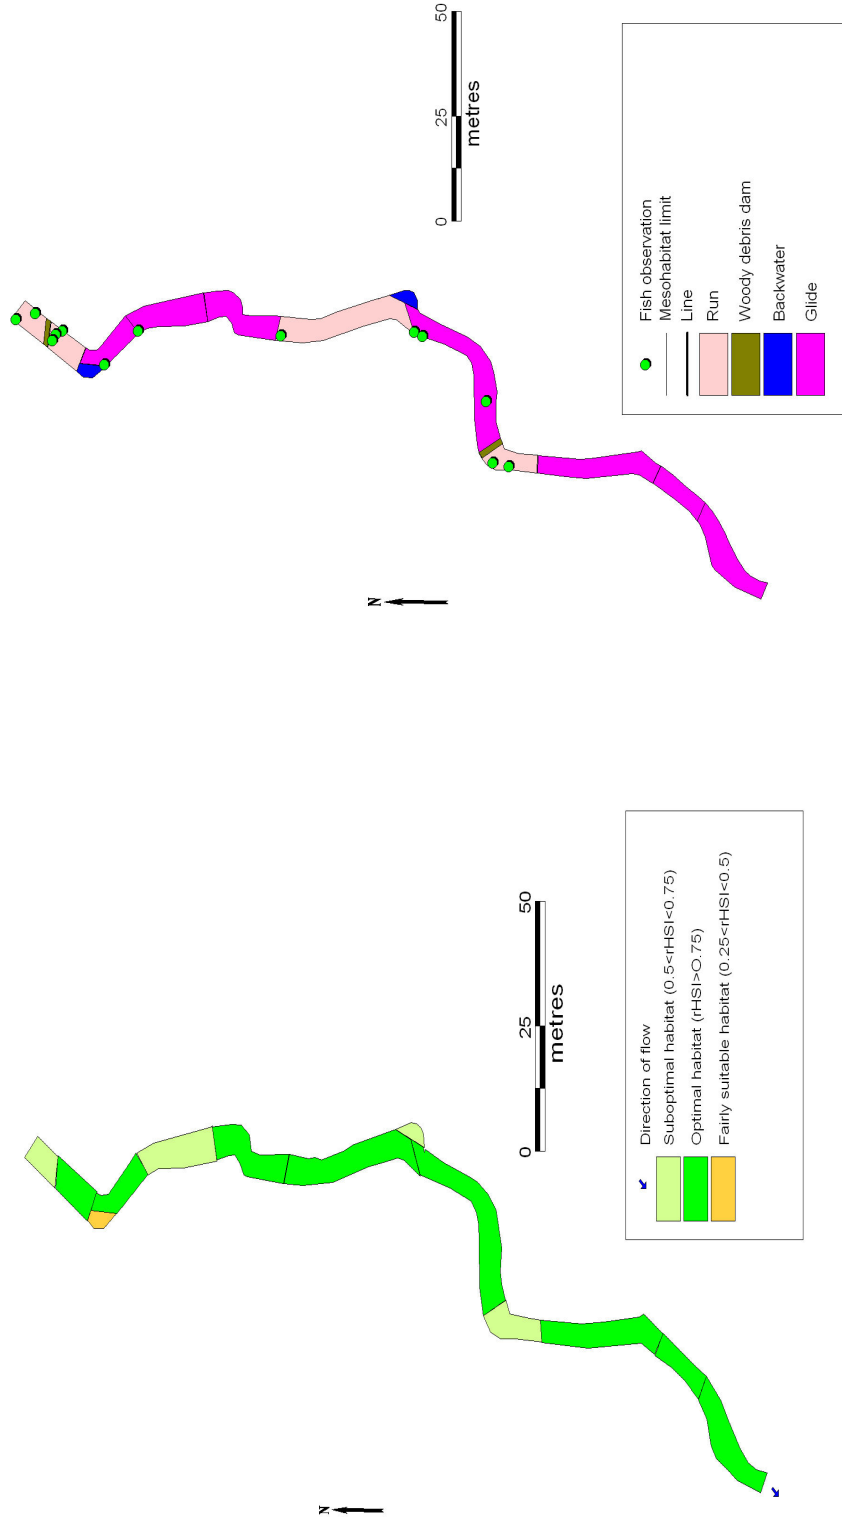 0
25
50
metres
Fish observation
Mesohabitat limit
Line
Run
Woody debris dam
Backwater
Glide
N
0
25
50
metres
Direction of flow
Suboptimal habitat (0.5<rHSI<0.75)
Optimal habitat (rHSI>0.75)
Fairly suitable habitat (0.25<rHSI<0.5)
N